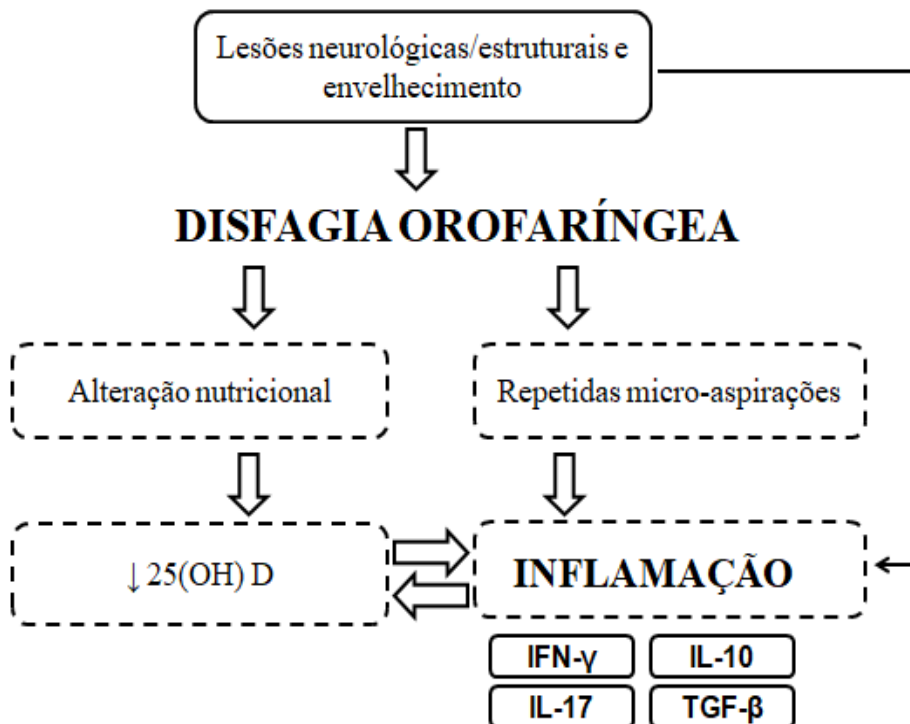 Lesões neurológicas/estruturais e
envelhecimento
DISFAGIA OROFARÍNGEA
Alteração nutricional
Repetidas micro-aspirações
↓ 25(OH) D
INFLAMAÇÃO
IFN-γ
IL-10
IL-17
TGF-β